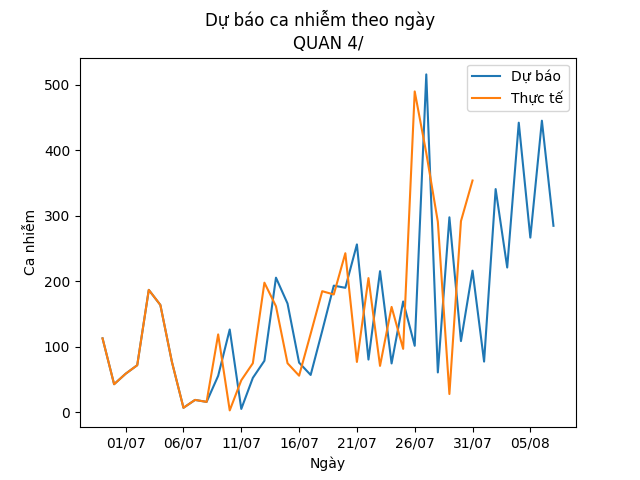 Dự báo ca nhiễm theo ngày
QUAN 4/
Dự báo
Thực tế
500
400
300
200
100
0
Ca nhiễm
01/07 06/07 11/07 16/07 21/07 26/07 31/07 05/08
Ngày